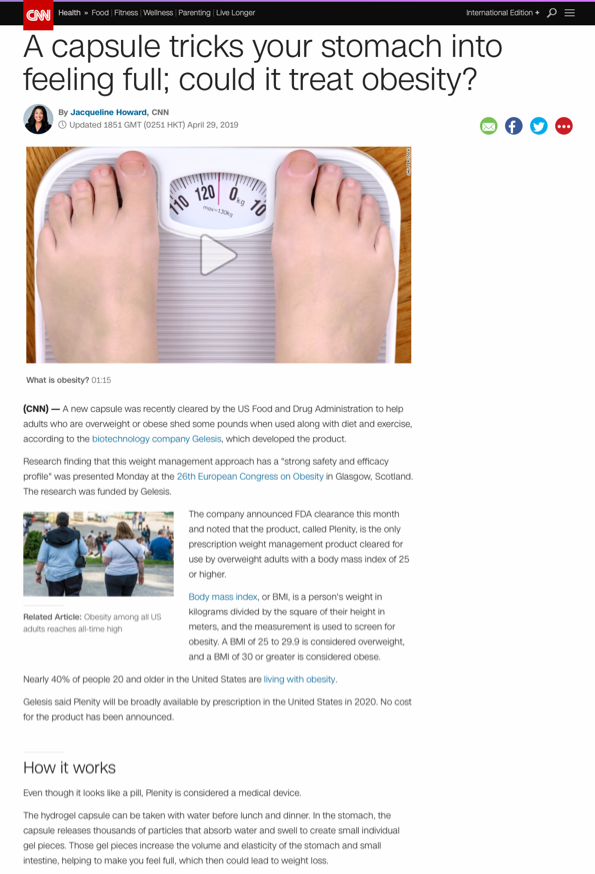 CNN Health » Food | Fitness | Wellness | Parenting | Live Longer International Edition +
A capsule tricks your stomach into
feeling full; could it treat obesity?
By Jacqueline Howard, CNN
Updated 1851 GMT (0251 HKT) April 29, 2019
110 120 0 kg 10
max=130kg
What is obesity? 01:15
(CNN) — A new capsule was recently cleared by the US Food and Drug Administration to help
adults who are overweight or obese shed some pounds when used along with diet and exercise,
according to the biotechnology company Gelesis, which developed the product.
Research finding that this weight management approach has a "strong safety and efficacy
profile" was presented Monday at the 26th European Congress on Obesity in Glasgow, Scotland.
The research was funded by Gelesis.
The company announced FDA clearance this month
and noted that the product, called Plenity, is the only
prescription weight management product cleared for
use by overweight adults with a body mass index of 25
or higher.
Related Article: Obesity among all US
adults reaches all-time high
Body mass index, or BMI, is a person's weight in
kilograms divided by the square of their height in
meters, and the measurement is used to screen for
obesity. A BMI of 25 to 29.9 is considered overweight,
and a BMI of 30 or greater is considered obese.
Nearly 40% of people 20 and older in the United States are living with obesity.
Gelesis said Plenity will be broadly available by prescription in the United States in 2020. No cost
for the product has been announced.
How it works
Even though it looks like a pill, Plenity is considered a medical device.
The hydrogel capsule can be taken with water before lunch and dinner. In the stomach, the
capsule releases thousands of particles that absorb water and swell to create small individual
gel pieces. Those gel pieces increase the volume and elasticity of the stomach and small
intestine, helping to make you feel full, which then could lead to weight loss.